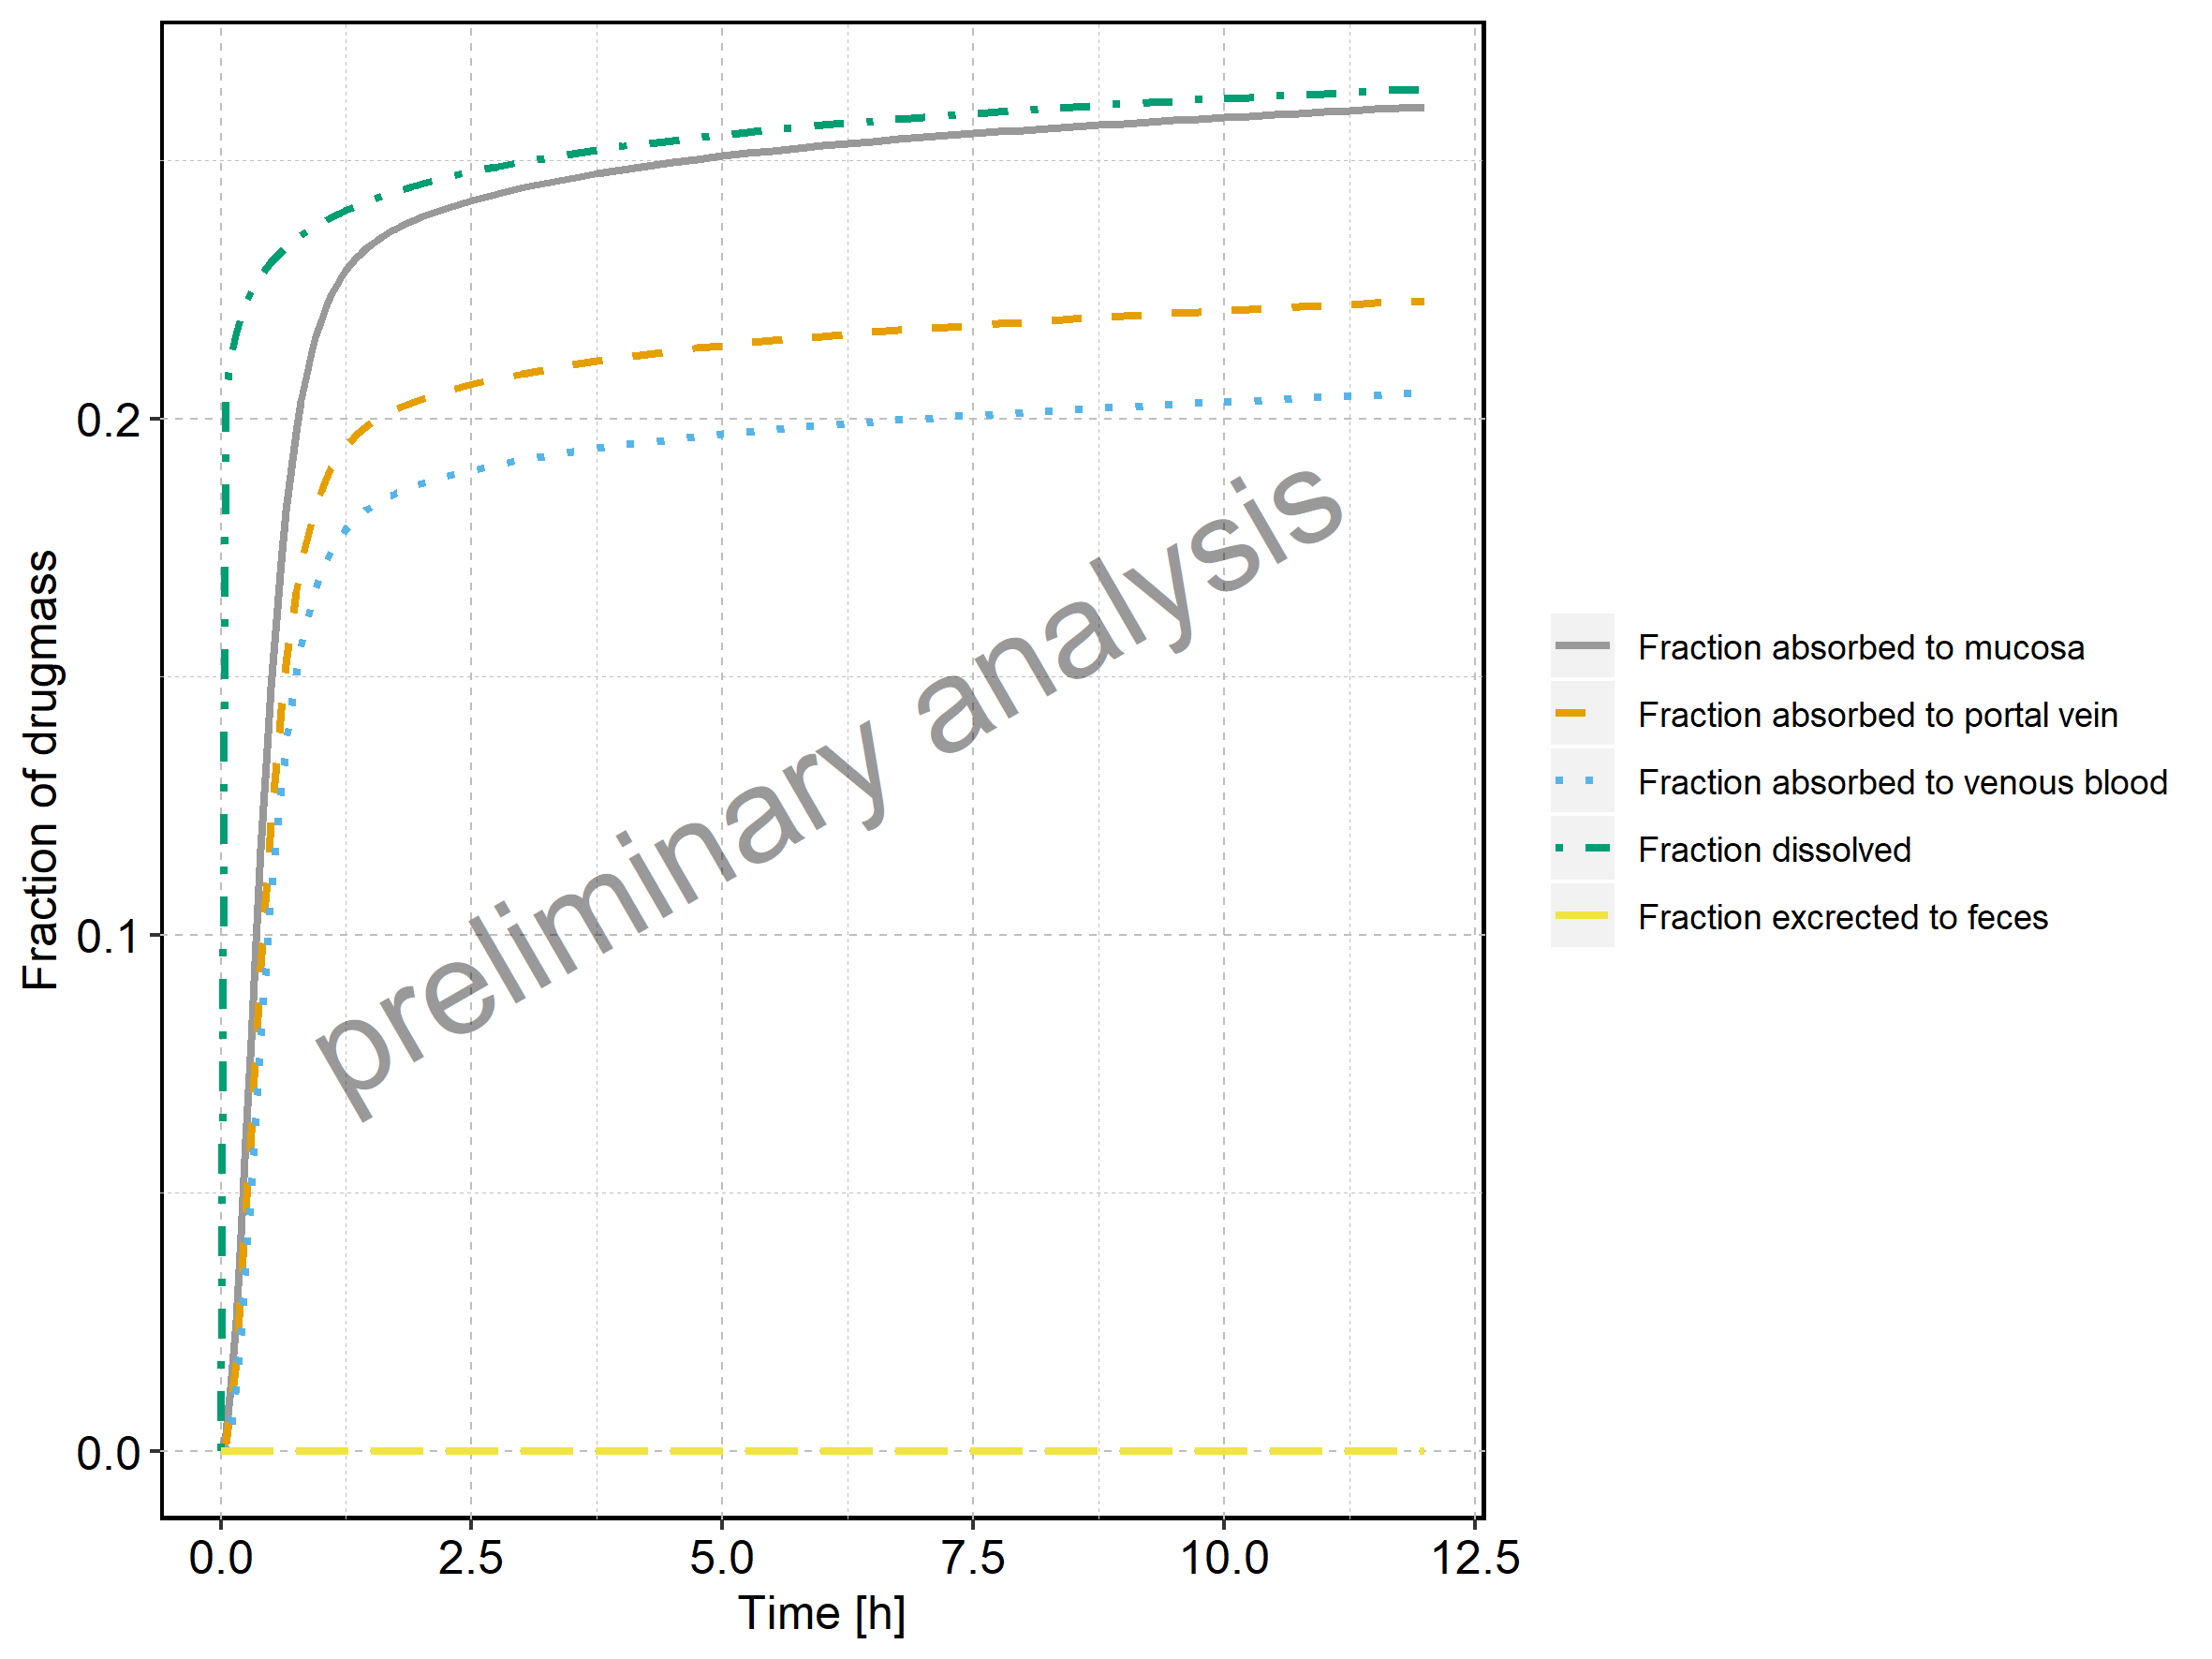 Fraction of drugmass
0.2
0.1
0.0
preliminary analysis
0.0 2.5 5.0 7.5 10.0 12.5
Time [h]
Fraction absorbed to mucosa
Fraction absorbed to portal vein
Fraction absorbed to venous blood
Fraction dissolved
Fraction excrected to feces